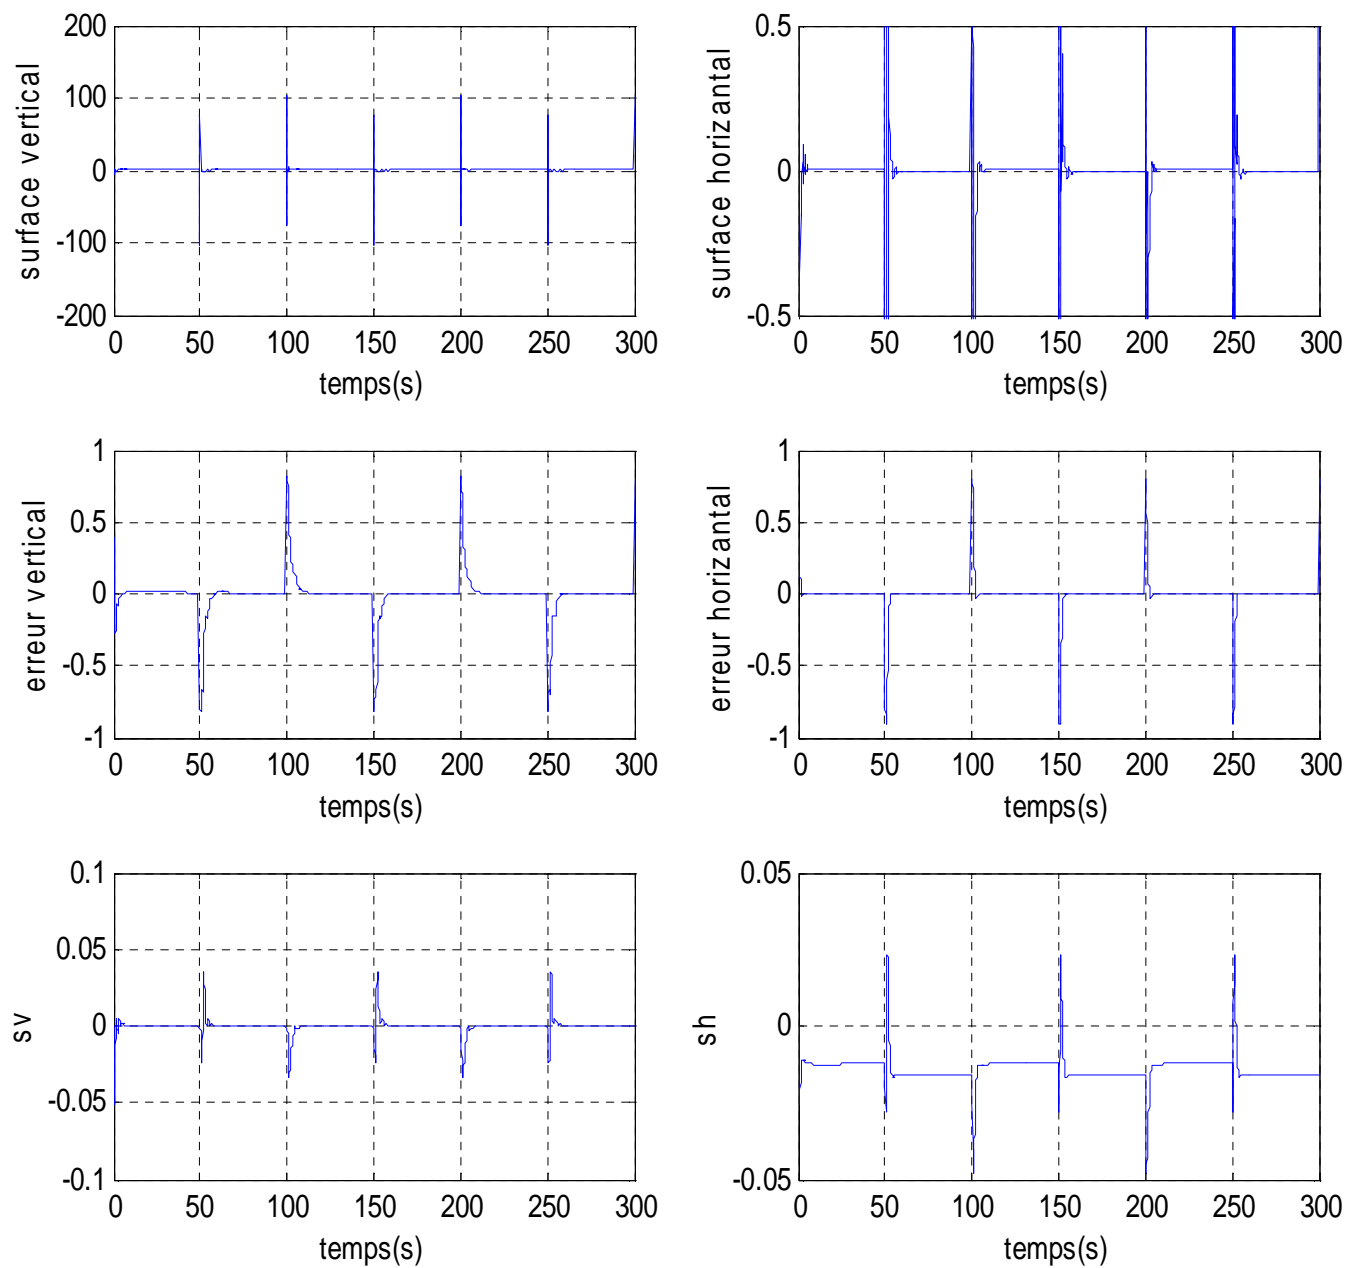 surface vertical
200
100
0
-100
-200
0 50 100 150 200 250 300
temps(s)
surface horizantal
0.5
0
-0.5
0 50 100 150 200 250 300
temps(s)
erreur vertical
1
0.5
0
-0.5
-1
0 50 100 150 200 250 300
temps(s)
erreur horizantal
1
0.5
0
-0.5
-1
0 50 100 150 200 250 300
temps(s)
sv
0.1
0.05
0
-0.05
-0.1
0 50 100 150 200 250 300
temps(s)
sh
0.05
0
-0.05
0 50 100 150 200 250 300
temps(s)